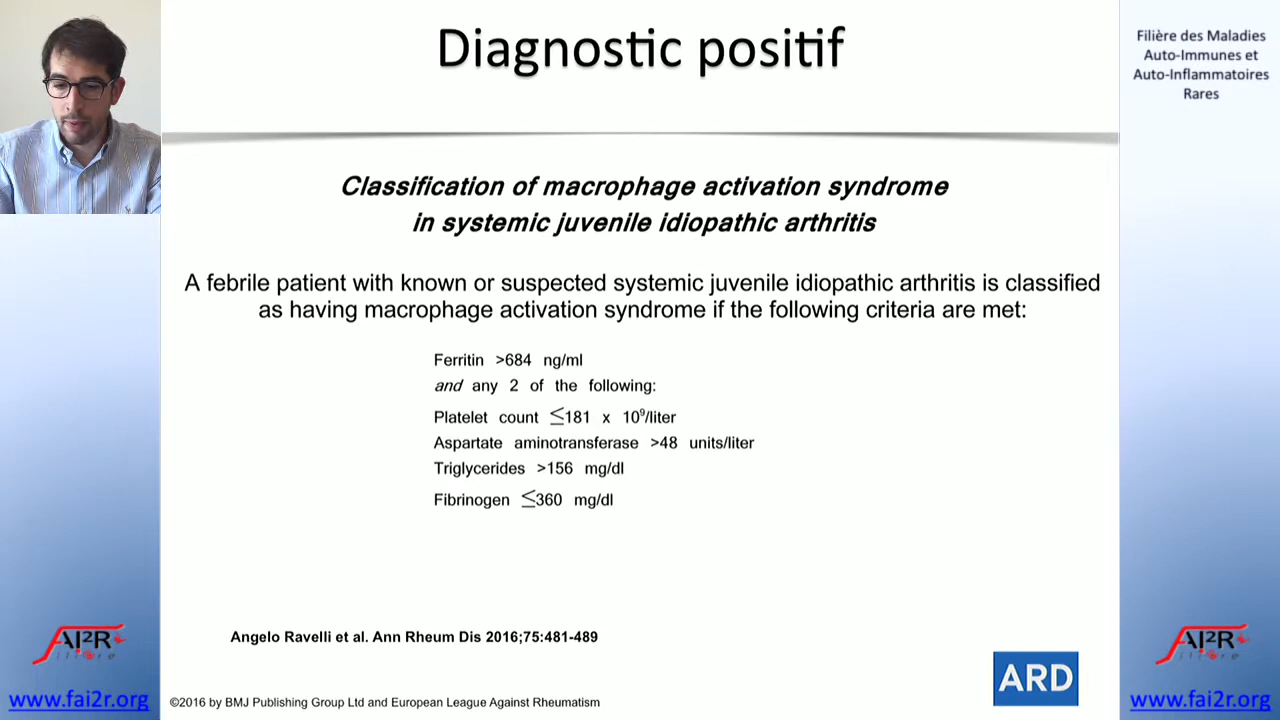 Diagnostic positif
Filière des Maladies
Auto-Immunes et
Auto-Inflammatoires
Rares
Classification of macrophage activation syndrome
in systemic juvenile idiopathic arthritis
A febrile patient with known or suspected systemic juvenile idiopathic arthritis is classified
as having macrophage activation syndrome if the following criteria are met:
Ferritin >684 ng/ml
and any 2 of the following:
Platelet count ≤181 x 10⁹/liter
Aspartate aminotransferase >48 units/liter
Triglycerides >156 mg/dl
Fibrinogen ≤360 mg/dl
Angelo Ravelli et al. Ann Rheum Dis 2016;75:481-489
ARD
©2016 by BMJ Publishing Group Ltd and European League Against Rheumatism
FAI²R
filière
www.fai2r.org
FAI²R
filière
www.fai2r.org